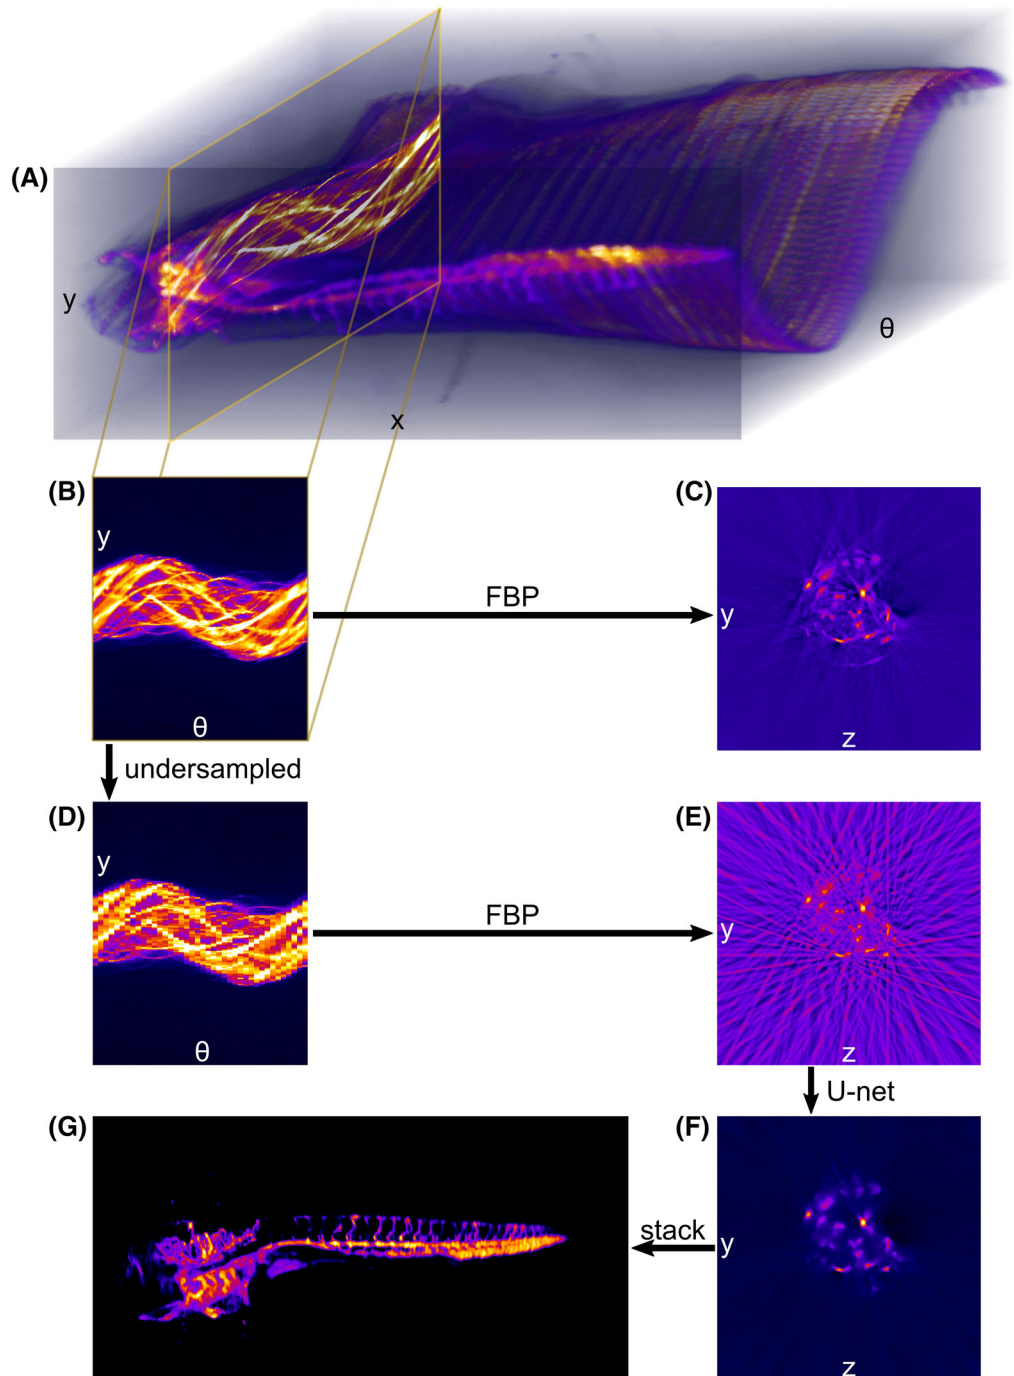 (A)
y
θ
x
(B)
y
θ
FBP
(C)
y
z
undersampled
(D)
y
θ
FBP
(E)
y
z
U-net
(G)
stack
(F)
y
z